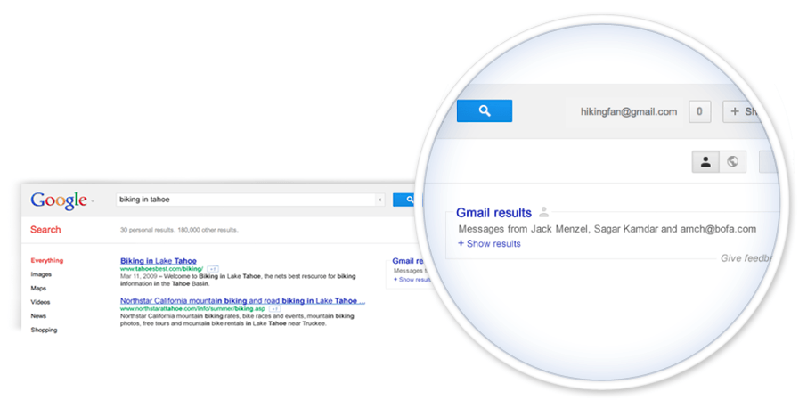 Google
biking in tahoe
Search
30 personal results. 180,000 other results.
Everything
Images
Maps
Videos
News
Shopping
Biking in Lake Tahoe
www.tahoesbest.com/biking/ +1
Mar 11, 2009 – Welcome to Biking in Lake Tahoe, the nets best resource for biking
information in the Tahoe Basin.
Northstar California mountain biking and road biking in Lake Tahoe ...
www.northstarattahoe.com/info/summer/biking.asp +1
Northstar California mountain biking rates, bike races and events, mountain biking
photos, free tours and mountain bike rentals in Lake Tahoe near Truckee.
Gmail res
Messages f
+ Show res
hikingfan@gmail.com
0
+ Sh
Gmail results
Messages from Jack Menzel, Sagar Kamdar and amch@bofa.com
+ Show results
Give feedb